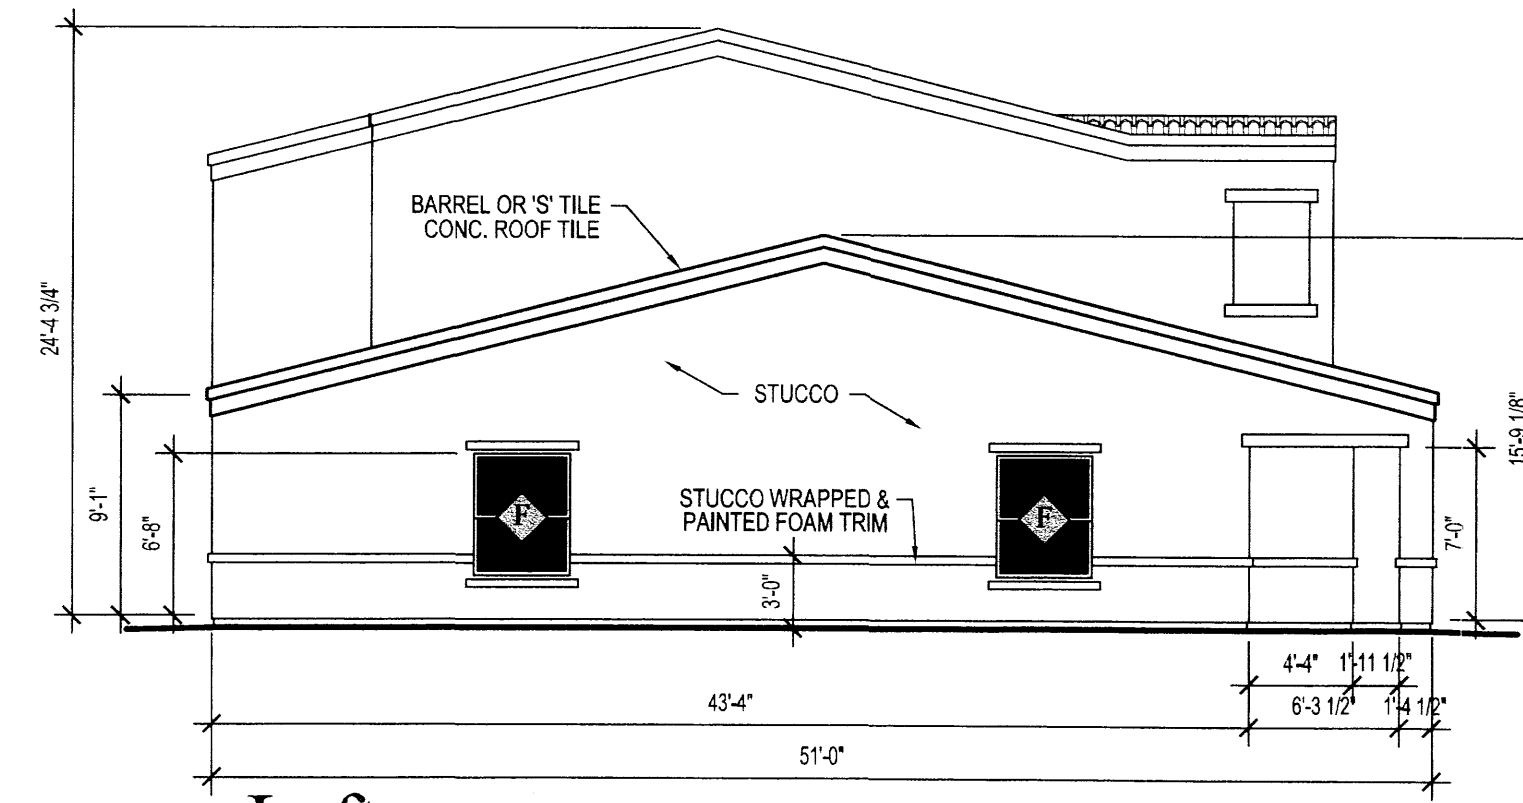 BARREL OR 'S' TILE
CONC. ROOF TILE
24'-4 3/4"
STUCCO
15'-9 1/8"
9'-1"
6'-8"
F
F
STUCCO WRAPPED &
PAINTED FOAM TRIM
7'-0"
3'-0"
4'-4" 1'-11 1/2"
43'-4" 6'-3 1/2" 1'-4 1/2"
51'-0"